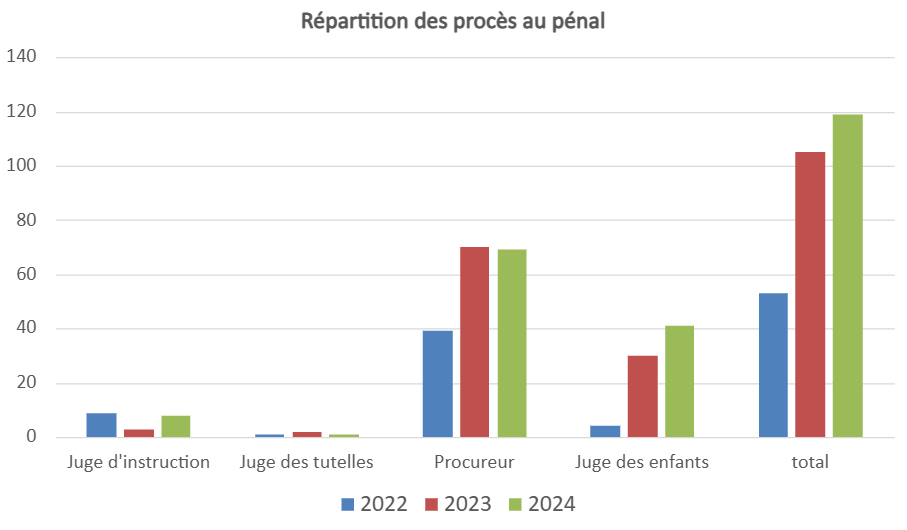 Répartition des procès au pénal
140
120
100
80
60
40
20
0
Juge d'instruction Juge des tutelles Procureur Juge des enfants total
2022 2023 2024